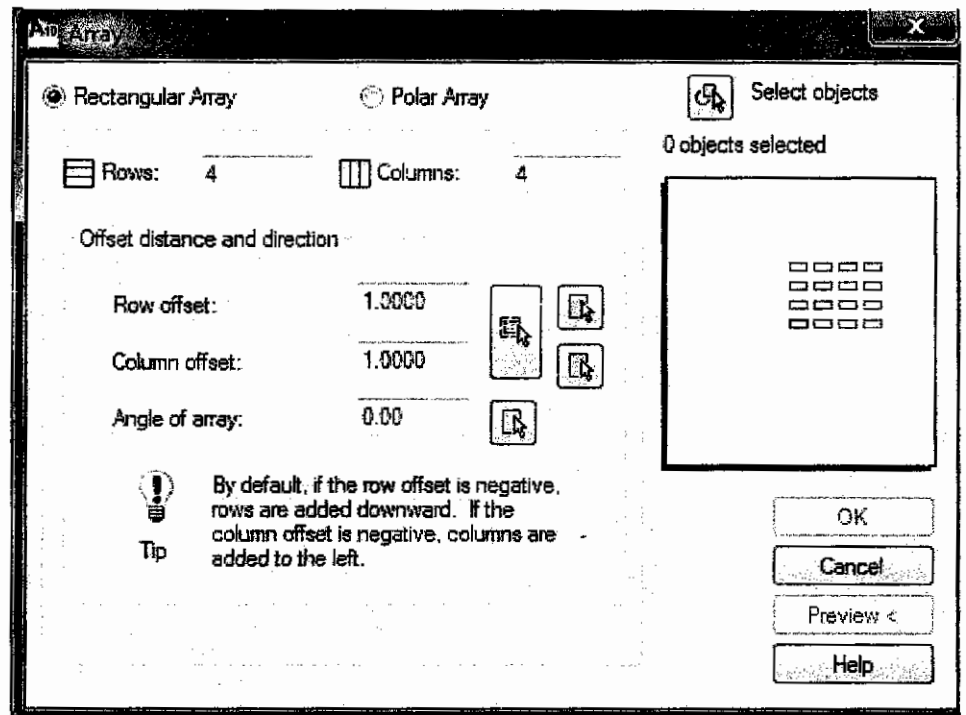 A10 Array X
Rectangular Array Polar Array Select objects
0 objects selected
Rows: 4 Columns: 4
Offset distance and direction
Row offset: 1.0000
Column offset: 1.0000
Angle of array: 0.00
By default, if the row offset is negative,
rows are added downward. If the
column offset is negative, columns are
added to the left.
Tip
OK
Cancel
Preview <
Help